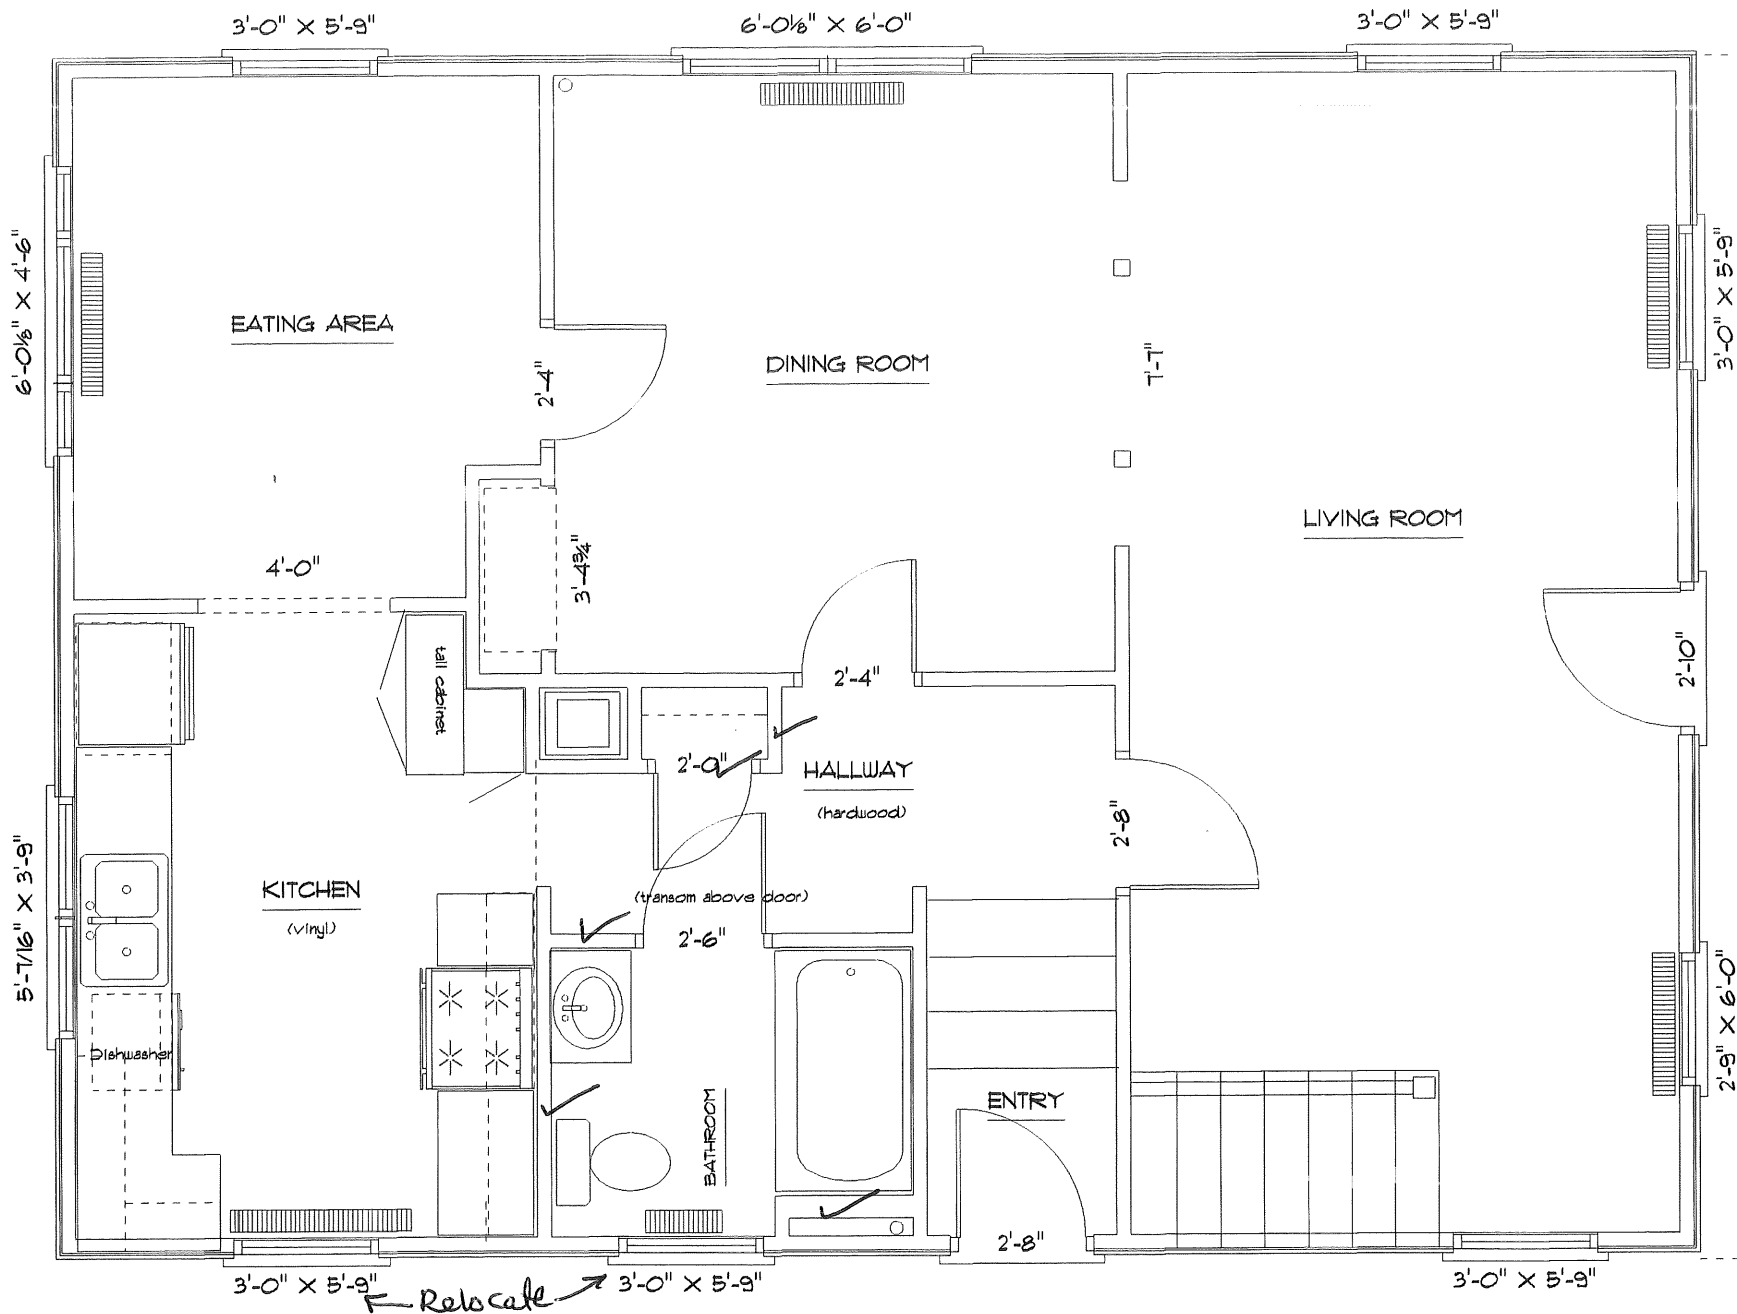 3'-0" X 5'-9"
6'-0⅛" X 6'-0"
3'-0" X 5'-9"
6'-0⅛" X 4'-6"
EATING AREA
2'-4"
DINING ROOM
7'-7"
3'-0" X 5'-9"
LIVING ROOM
4'-0"
3'-4¾"
tall cabinet
2'-4"
2'-10"
2'-0"
HALLWAY
(hardwood)
2'-8"
5'-7/16" X 3'-9"
KITCHEN
(vinyl)
(transom above door)
2'-6"
Dishwasher
BATHROOM
ENTRY
2'-9" X 6'-0"
2'-8"
3'-0" X 5'-9"
Relocate
3'-0" X 5'-9"
3'-0" X 5'-9"